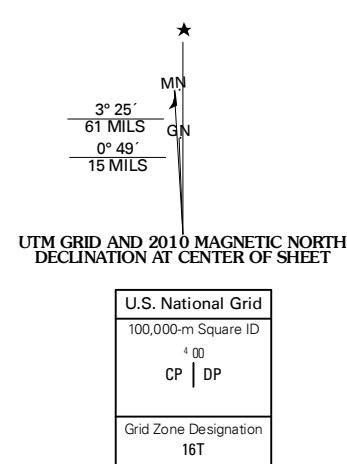 ★
MN
3° 25´
61 MILS
GN
0° 49´
15 MILS
UTM GRID AND 2010 MAGNETIC NORTH
DECLINATION AT CENTER OF SHEET
U.S. National Grid
100,000-m Square ID
4 00
CP | DP
Grid Zone Designation
16T